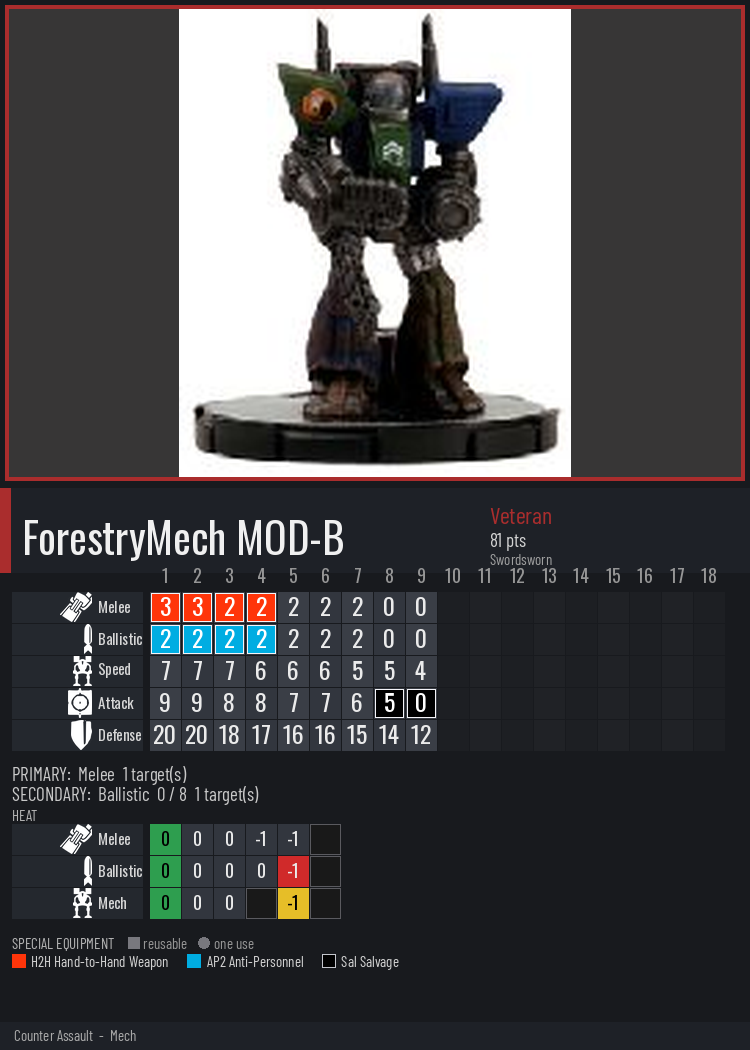 ForestryMech MOD-B
Veteran
81 pts
Swordsworn
1 2 3 4 5 6 7 8 9 10 11 12 13 14 15 16 17 18
Melee 3 3 2 2 2 2 2 0 0
Ballistic 2 2 2 2 2 2 2 0 0
Speed 7 7 7 6 6 6 5 5 4
Attack 9 9 8 8 7 7 6 5 0
Defense 20 20 18 17 16 16 15 14 12
PRIMARY: Melee 1 target(s)
SECONDARY: Ballistic 0 / 8 1 target(s)
HEAT
Melee 0 0 0 -1 -1
Ballistic 0 0 0 0 -1
Mech 0 0 0 -1
SPECIAL EQUIPMENT reusable one use
H2H Hand-to-Hand Weapon AP2 Anti-Personnel Sal Salvage
Counter Assault - Mech